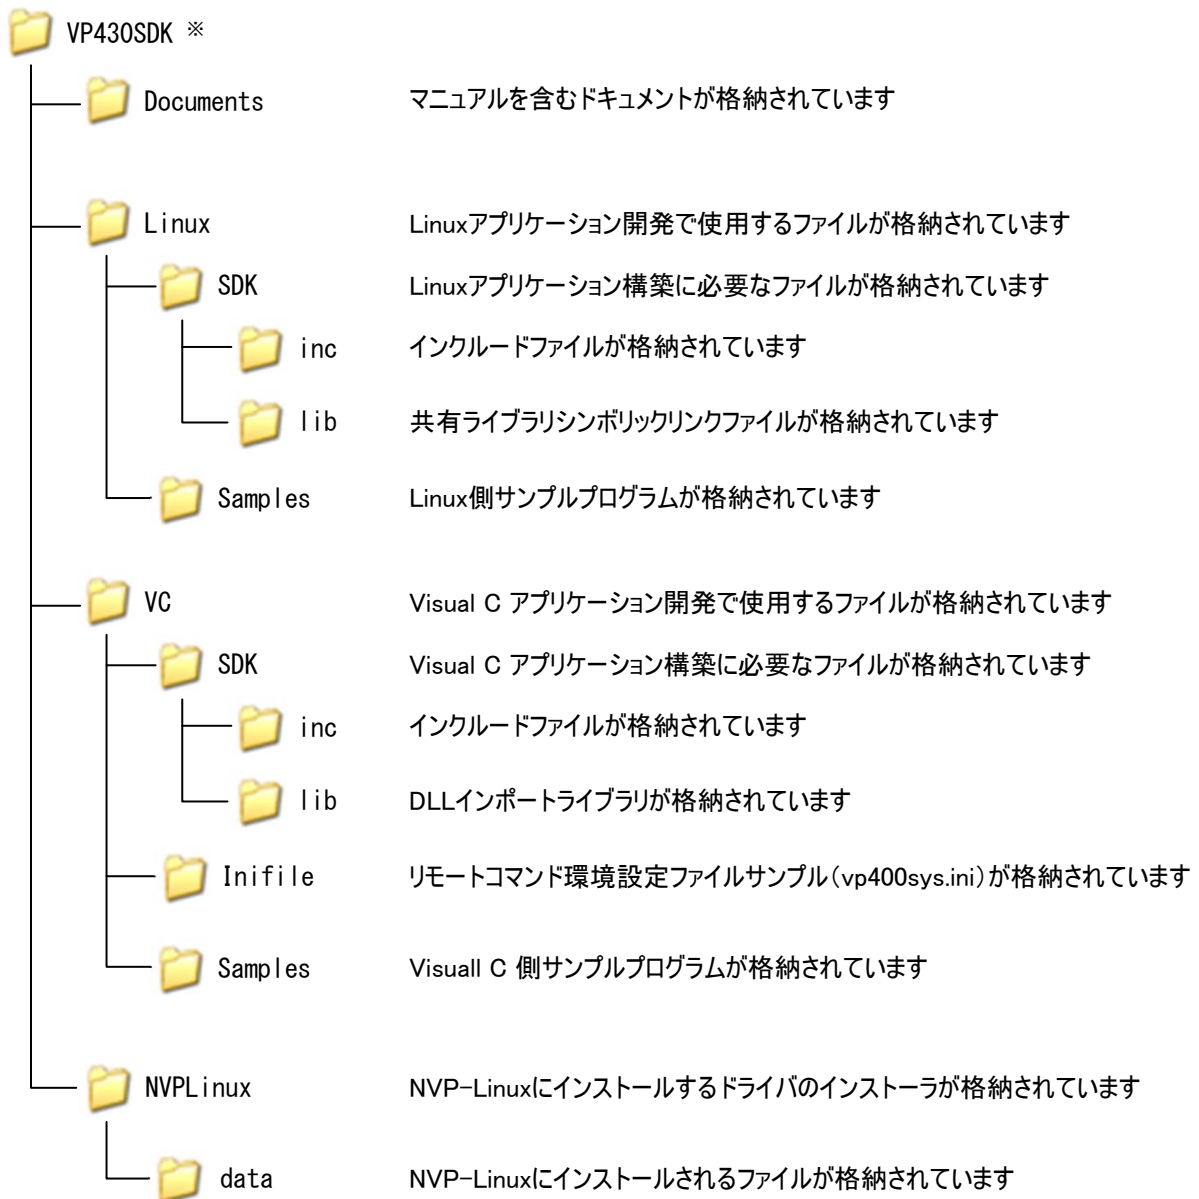 VP430SDK ※
Documents マニュアルを含むドキュメントが格納されています
Linux Linuxアプリケーション開発で使用するファイルが格納されています
SDK Linuxアプリケーション構築に必要なファイルが格納されています
inc インクルードファイルが格納されています
lib 共有ライブラリシンボリックリンクファイルが格納されています
Samples Linux側サンプルプログラムが格納されています
VC Visual C アプリケーション開発で使用するファイルが格納されています
SDK Visual C アプリケーション構築に必要なファイルが格納されています
inc インクルードファイルが格納されています
lib DLLインポートライブラリが格納されています
Inifile リモートコマンド環境設定ファイルサンプル(vp400sys.ini)が格納されています
Samples Visuall C 側サンプルプログラムが格納されています
NVPLinux NVP-Linuxにインストールするドライバのインストーラが格納されています
data NVP-Linuxにインストールされるファイルが格納されています